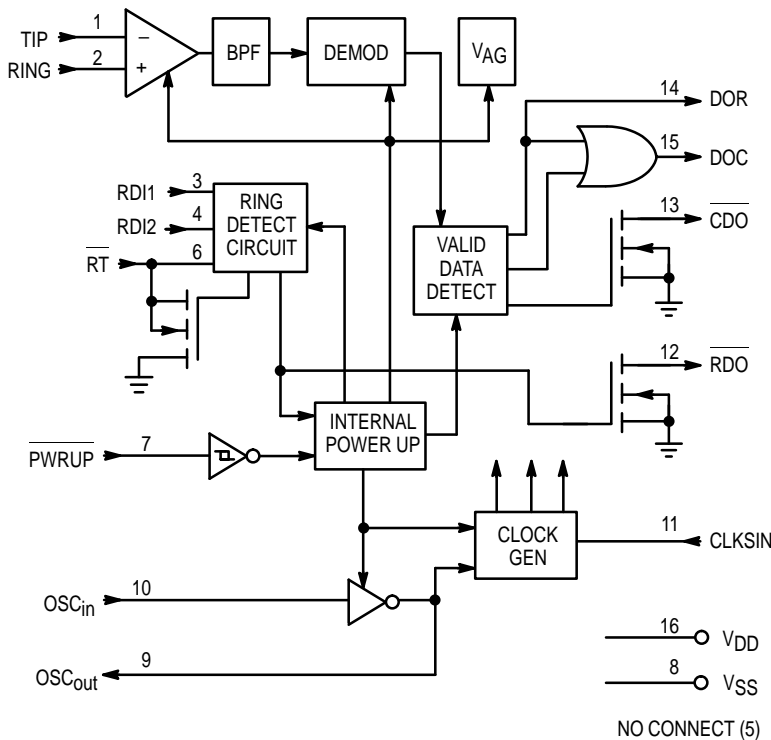 TIP
1
−
BPF
DEMOD
VAG
RING
2
+
14
DOR
15
DOC
RDI1
3
RING
DETECT
CIRCUIT
RDI2
4
RT
6
VALID
DATA
DETECT
13
CDO
12
RDO
INTERNAL
POWER UP
PWRUP
7
CLOCK
GEN
11
CLKSIN
OSCin
10
16
VDD
OSCout
9
8
VSS
NO CONNECT (5)